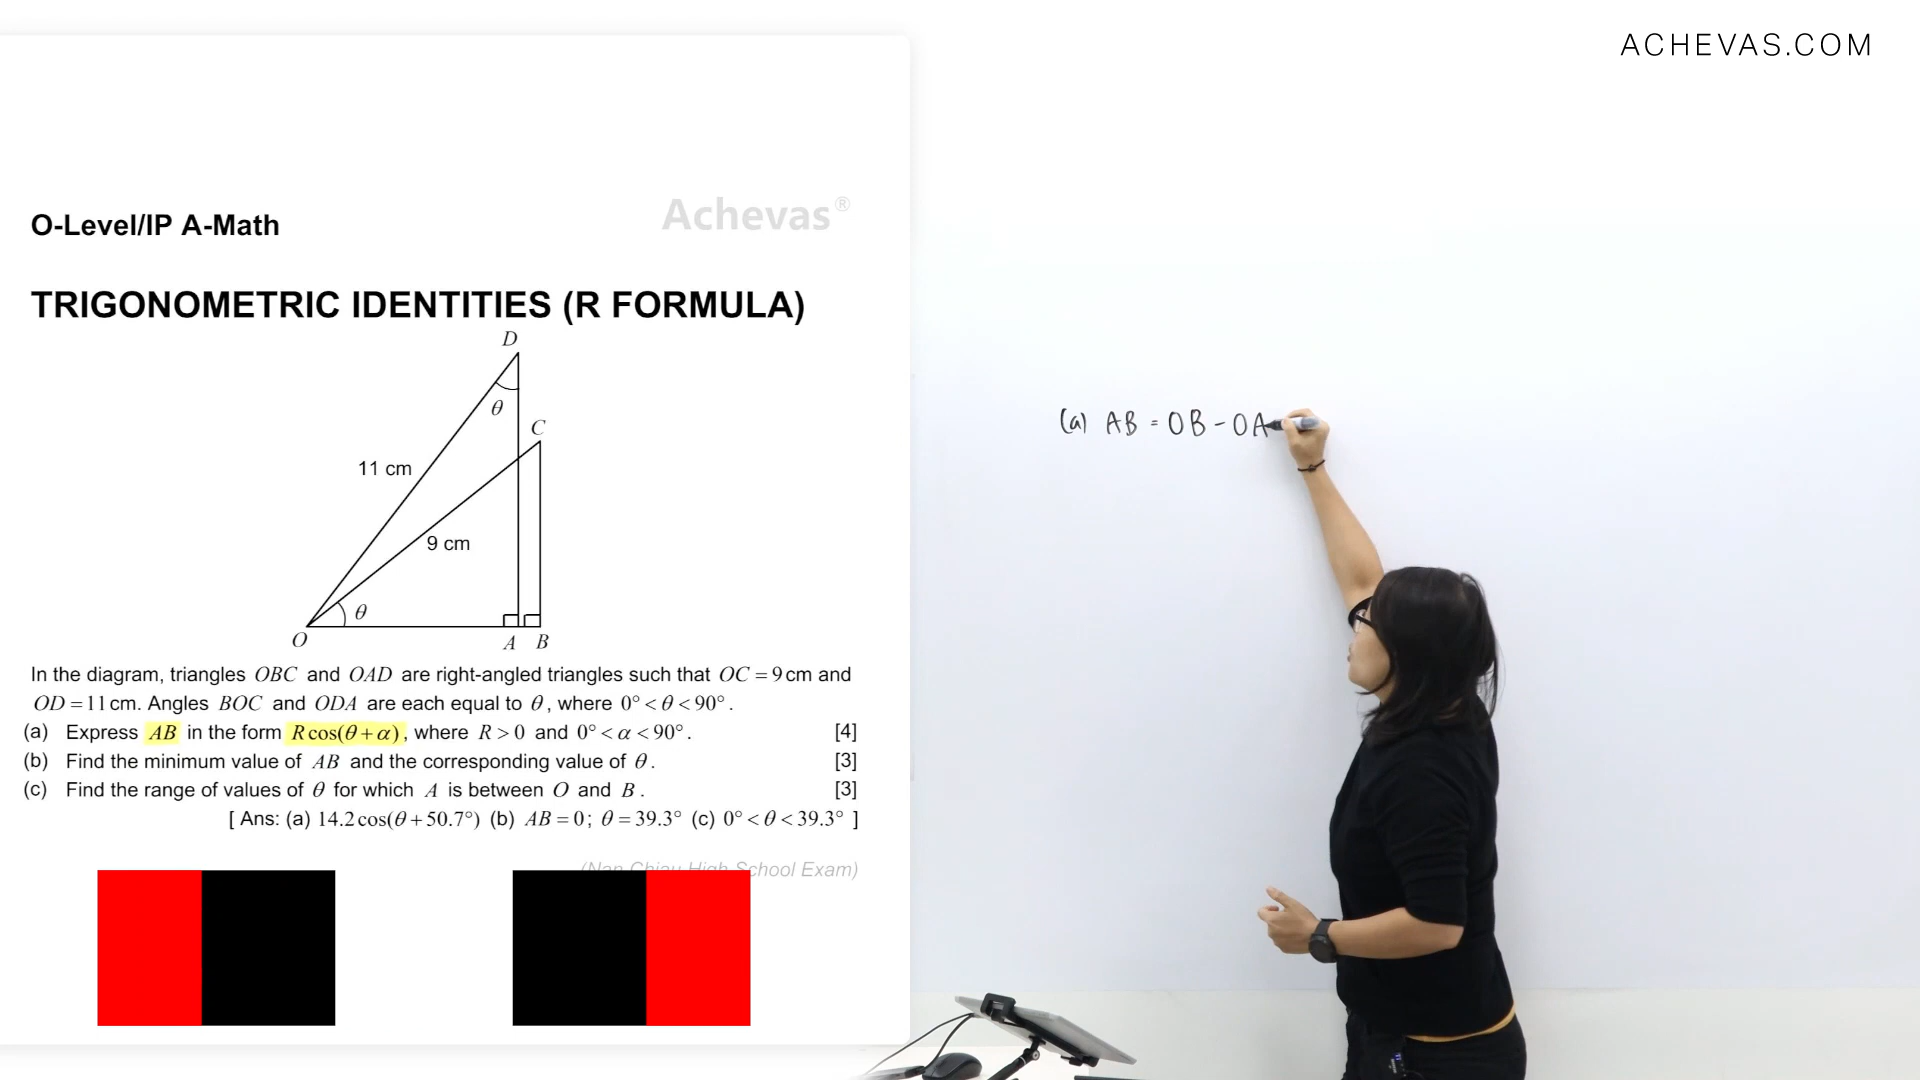 ACHEVAS.COM
Achevas®
O-Level/IP A-Math
TRIGONOMETRIC IDENTITIES (R FORMULA)
D
θ
C
11 cm
9 cm
θ
O
A B
In the diagram, triangles OBC and OAD are right-angled triangles such that OC = 9 cm and
OD = 11 cm. Angles BOC and ODA are each equal to θ, where 0° < θ < 90°.
(a) Express AB in the form R cos(θ + α), where R > 0 and 0° < α < 90°. [4]
(b) Find the minimum value of AB and the corresponding value of θ. [3]
(c) Find the range of values of θ for which A is between O and B. [3]
[ Ans: (a) 14.2 cos(θ + 50.7°) (b) AB = 0; θ = 39.3° (c) 0° < θ < 39.3° ]
(Nan Chiau High School Exam)
(a) AB = OB - OA